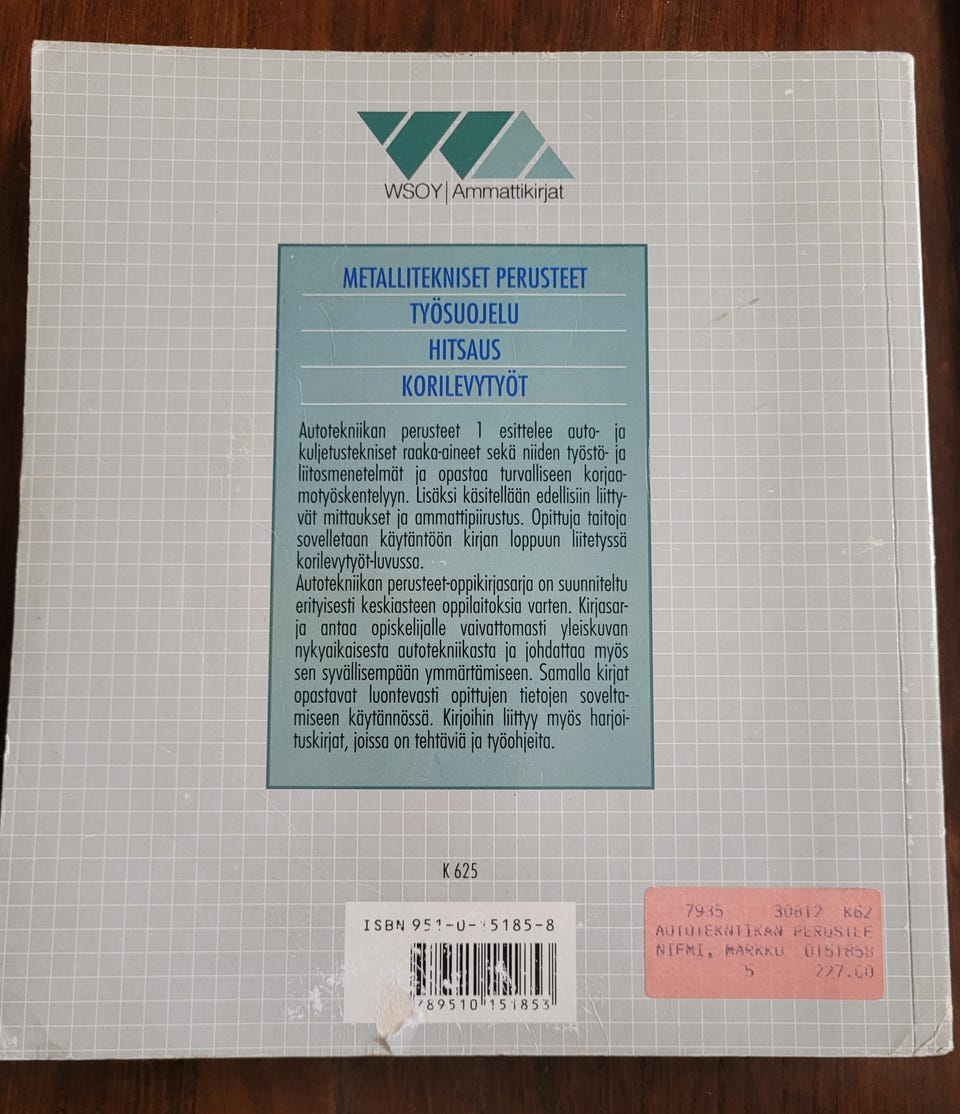 WSOY | Ammattikirjat
METALLITEKNISET PERUSTEET
TYÖSUOJELU
HITSAUS
KORILEVYTYÖT
Autotekniikan perusteet 1 esittelee auto- ja
kuljetustekniset raaka-aineet sekä niiden työstö- ja
liitosmenetelmät ja opastaa turvalliseen korjaa-
motyöskentelyyn. Lisäksi käsitellään edellisiin liitty-
vät mittaukset ja ammattipiirustus. Opittuja taitoja
sovelletaan käytäntöön kirjan loppuun liitetyssä
korilevytyöt-luvussa.
Autotekniikan perusteet-oppikirjasarja on suunniteltu
erityisesti keskiasteen oppilaitoksia varten. Kirjasar-
ja antaa opiskelijalle vaivattomasti yleiskuvan
nykyaikaisesta autotekniikasta ja johdattaa myös
sen syvällisempään ymmärtämiseen. Samalla kirjat
opastavat luontevasti opittujen tietojen sovelta-
miseen käytännössä. Kirjoihin liittyy myös harjoi-
tuskirjat, joissa on tehtäviä ja työohjeita.
K 625
ISBN 951-0-15185-8
789510 151853
7935 30812 K62
AUTOTEKNIIKAN PERUSTEE
NIEMI, MARKKU 0151858
5 227.00